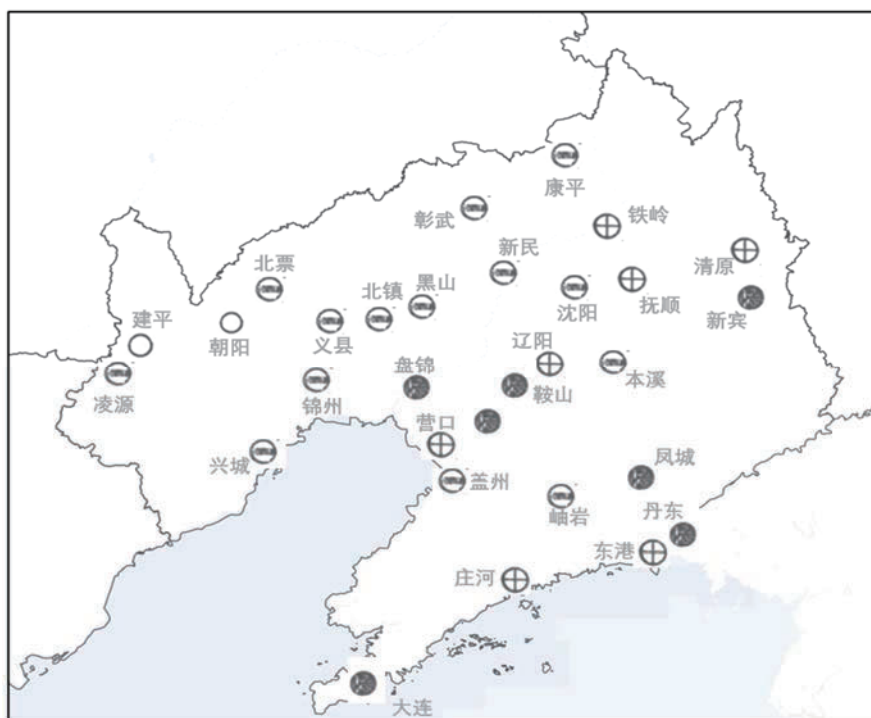 康平
彰武
铁岭
新民
清原
北票
北镇
黑山
沈阳
抚顺
新宾
建平
朝阳
义县
辽阳
盘锦
本溪
凌源
锦州
鞍山
营口
兴城
凤城
盖州
岫岩
丹东
东港
庄河
大连